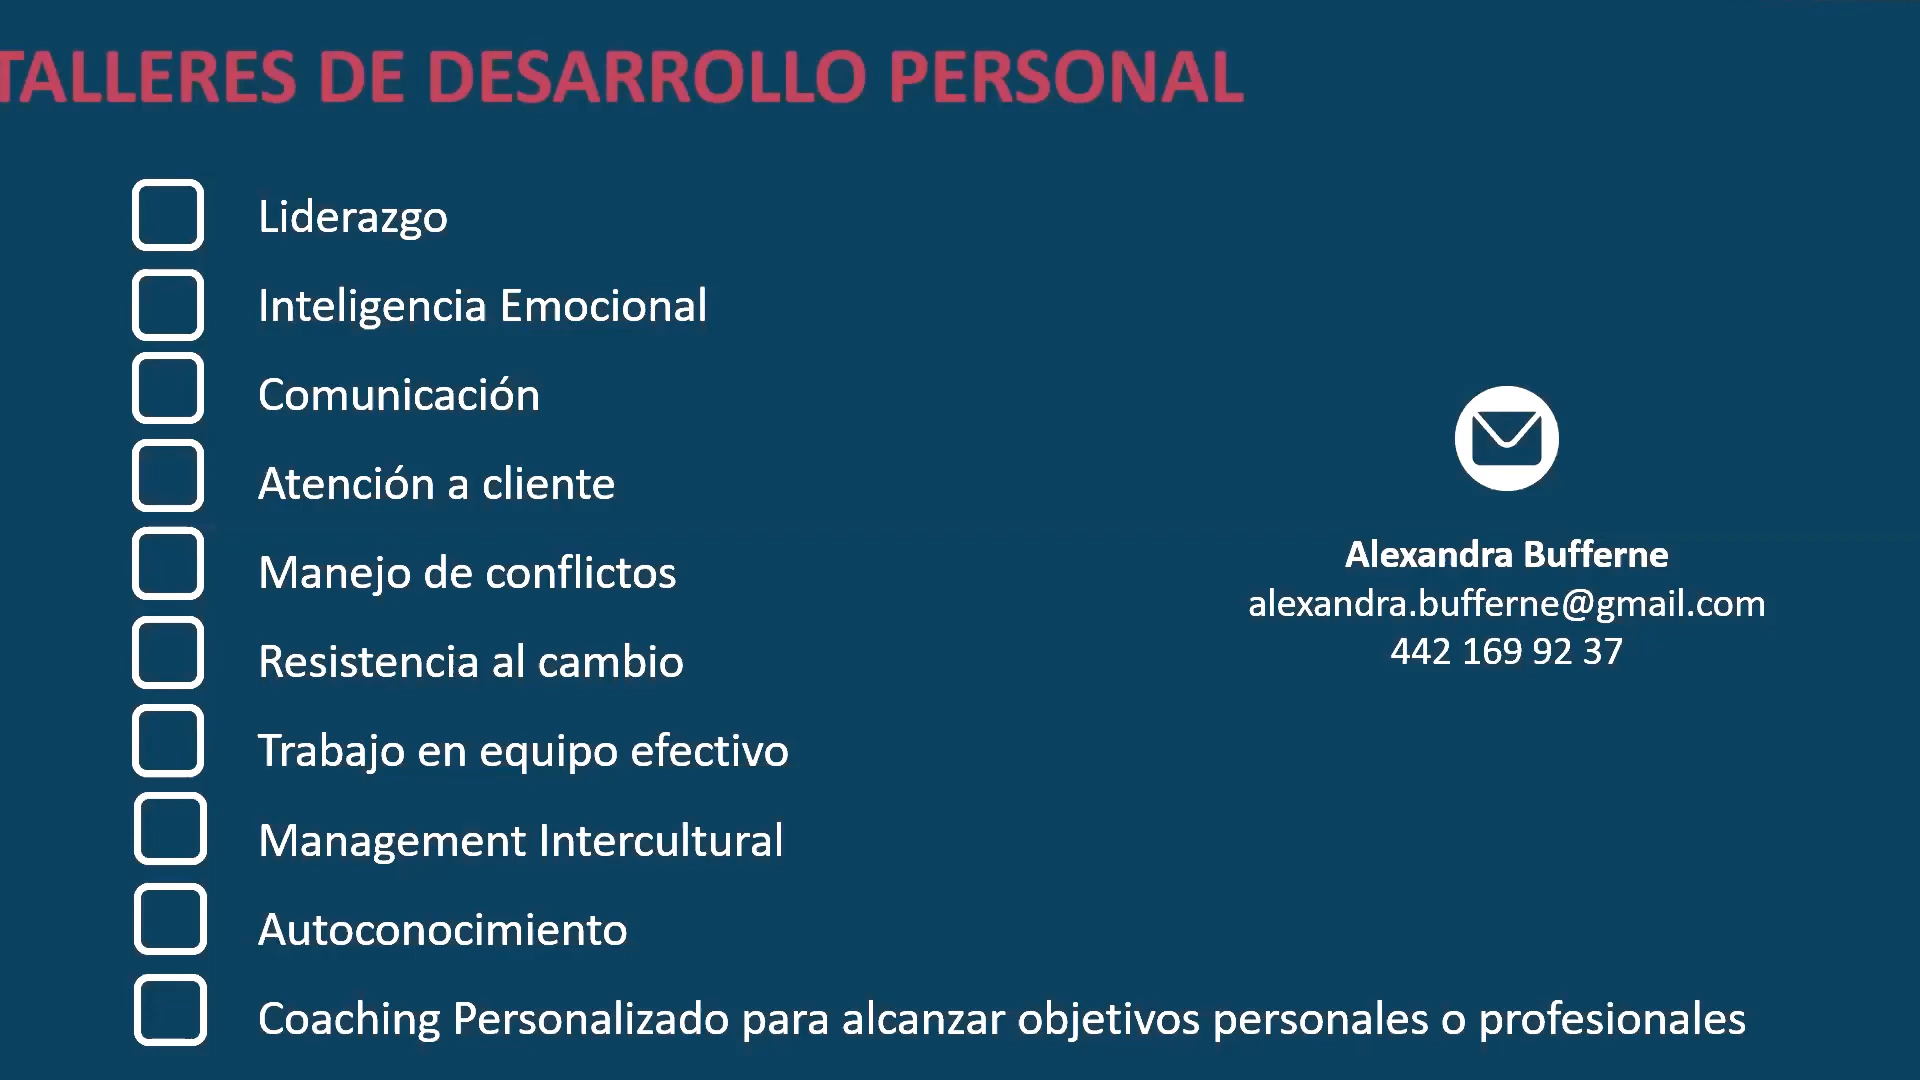 TALLERES DE DESARROLLO PERSONAL
Liderazgo
Inteligencia Emocional
Comunicación
Atención a cliente
Manejo de conflictos
Resistencia al cambio
Trabajo en equipo efectivo
Management Intercultural
Autoconocimiento
Coaching Personalizado para alcanzar objetivos personales o profesionales
Alexandra Bufferne
alexandra.bufferne@gmail.com
442 169 92 37